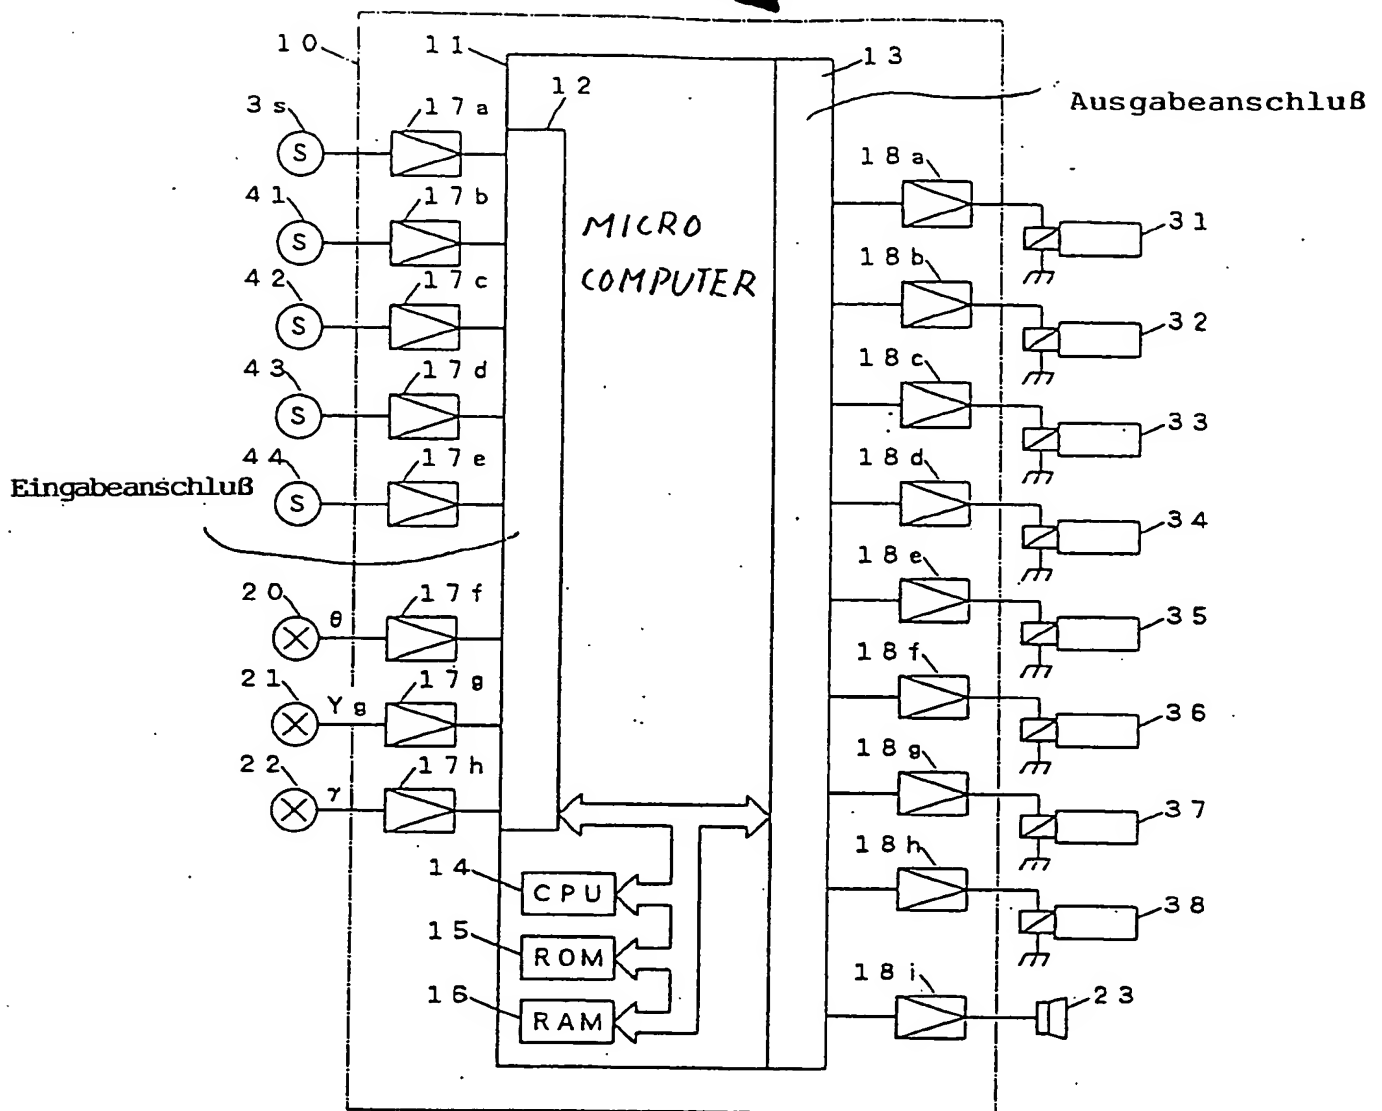 10
11
13
12
3s
17a
Ausgabeanschluß
S
18a
41
17b
MICRO
31
S
42
17c
18b
COMPUTER
S
32
43
17d
18c
S
33
44
17e
18d
Eingabeanschluß
S
34
18e
20
17f
θ
35
18f
21
17g
Yg
36
22
17h
18g
γ
37
18h
14
CPU
38
15
ROM
18i
16
RAM
23